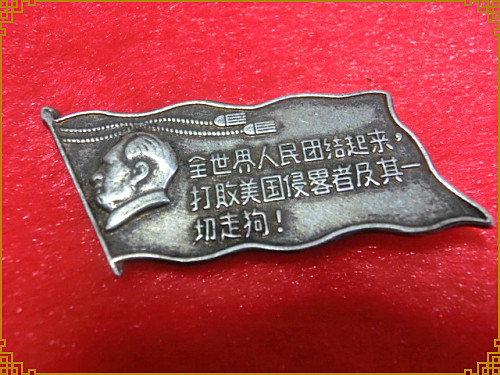 全世界人民团结起来，
打败美国侵略者及其一
切走狗！